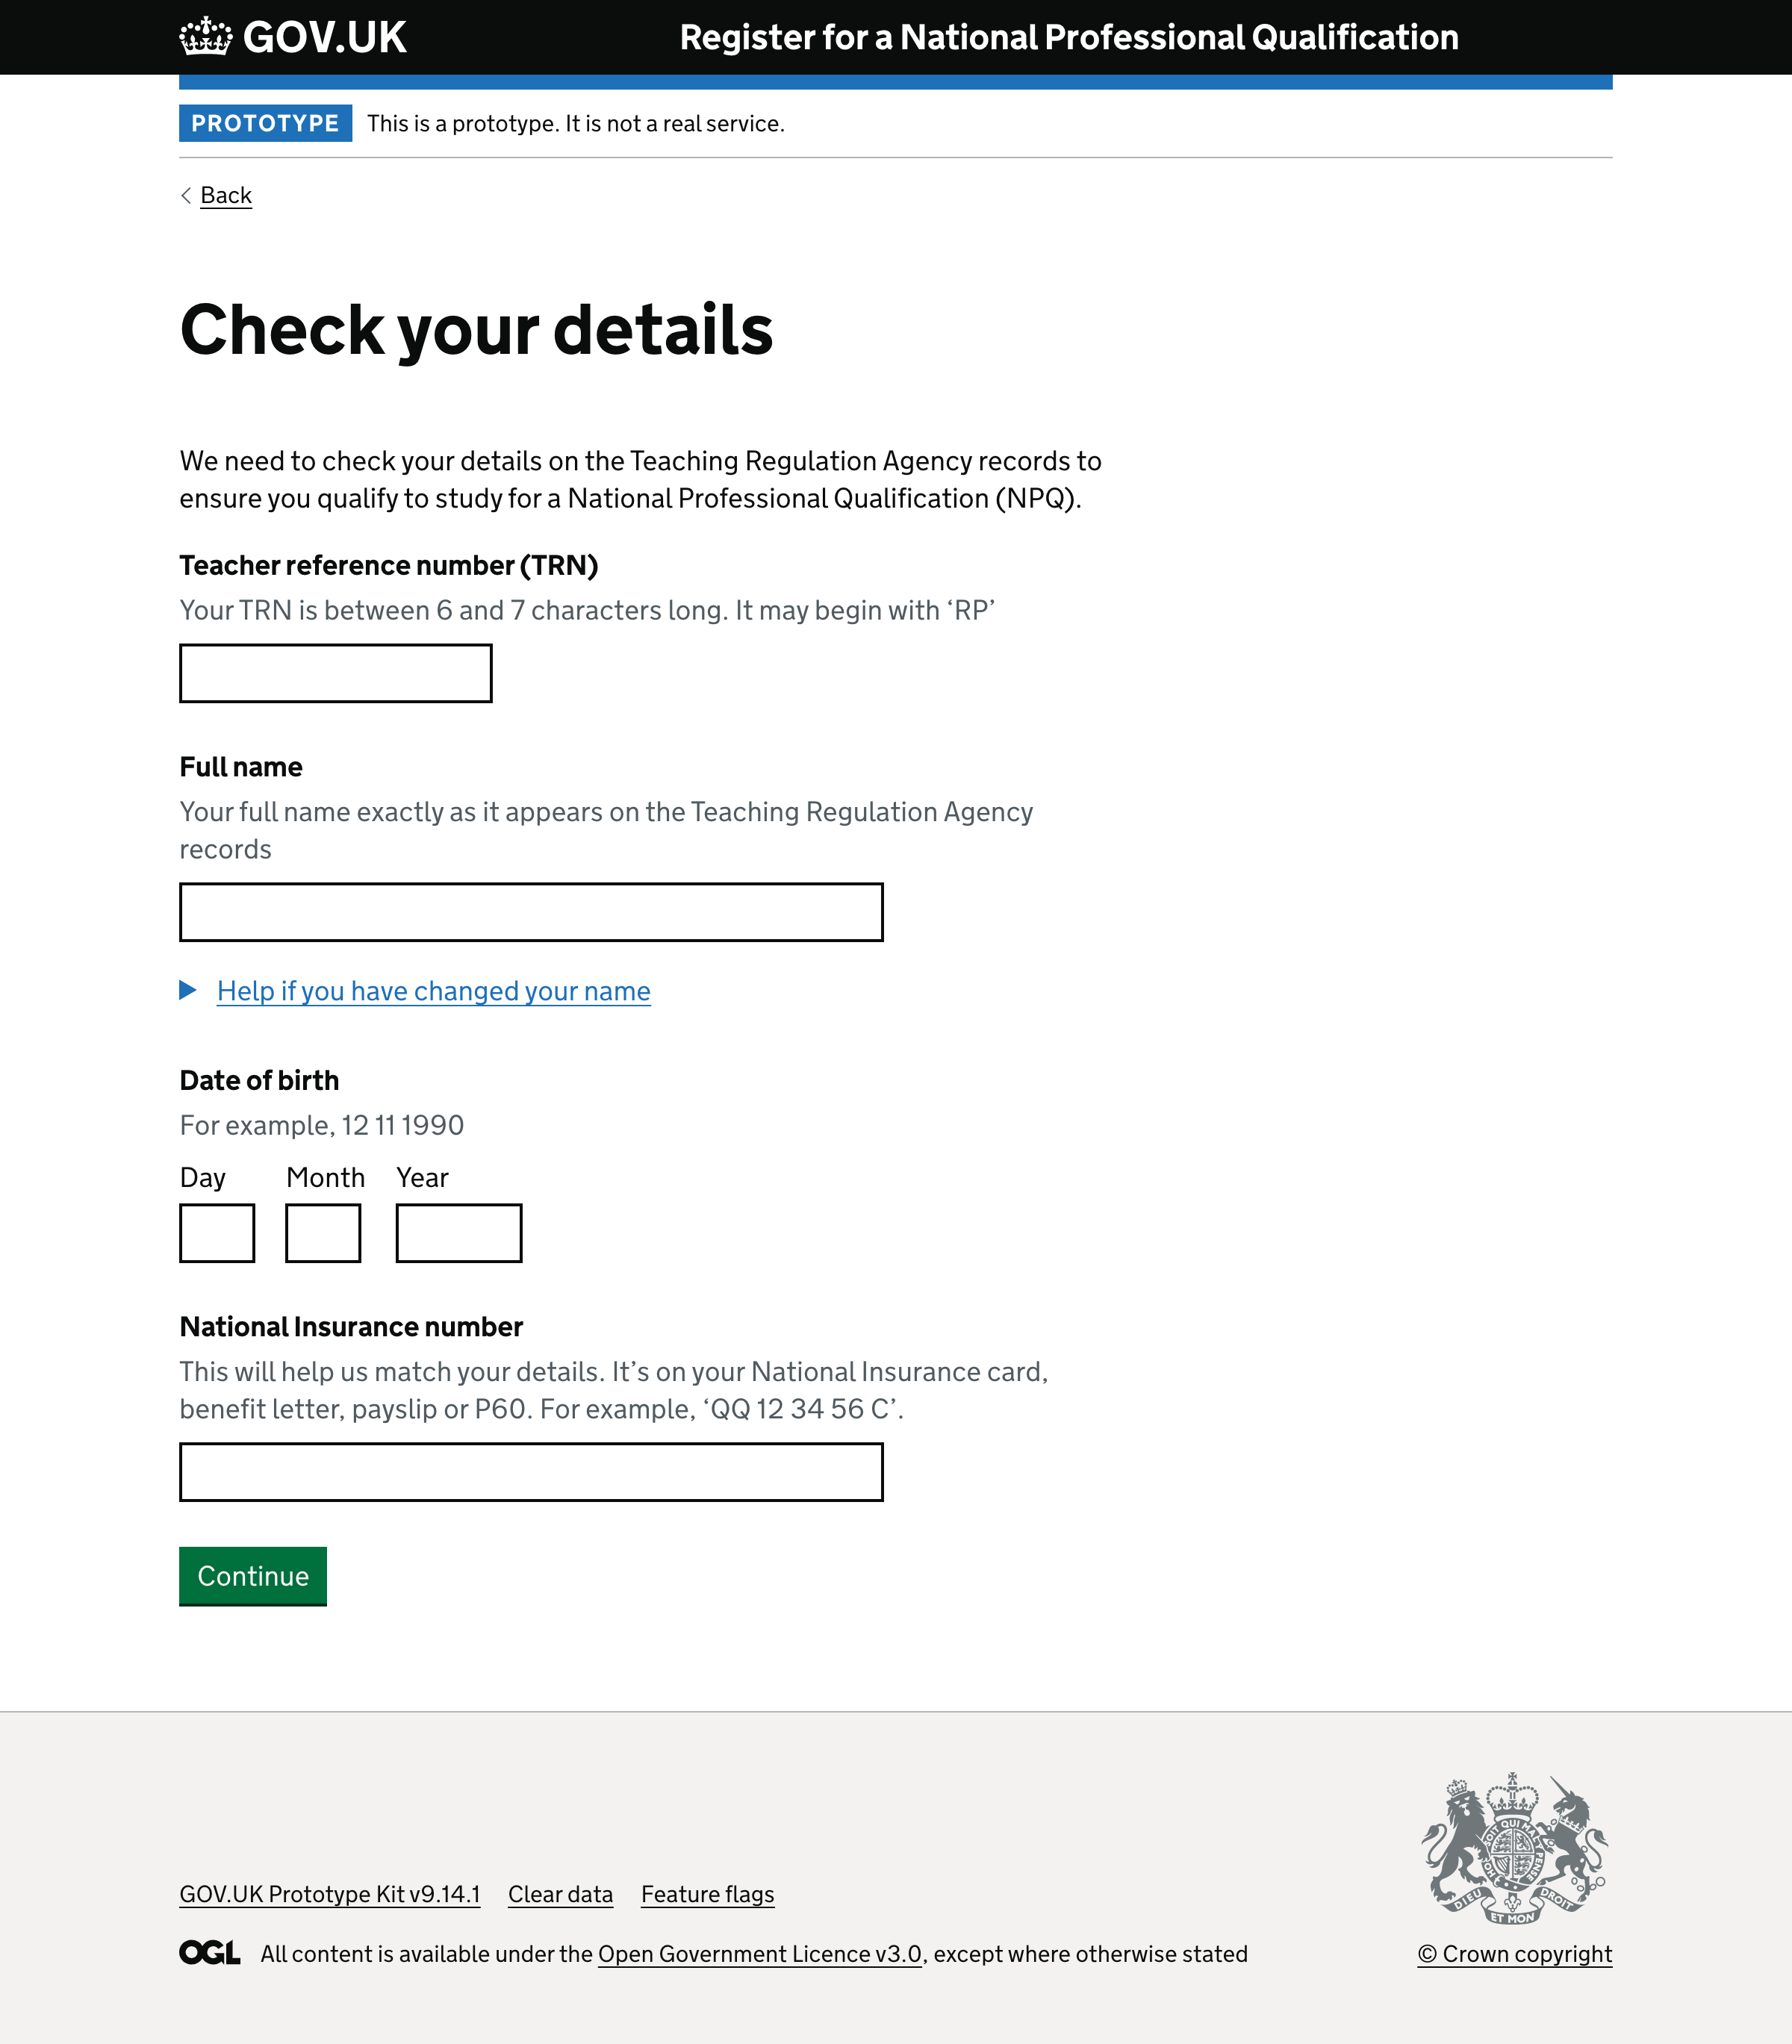 GOV.UK
Register for a National Professional Qualification
PROTOTYPE This is a prototype. It is not a real service.
Back
Check your details
We need to check your details on the Teaching Regulation Agency records to
ensure you qualify to study for a National Professional Qualification (NPQ).
Teacher reference number (TRN)
Your TRN is between 6 and 7 characters long. It may begin with ‘RP’
Full name
Your full name exactly as it appears on the Teaching Regulation Agency
records
Help if you have changed your name
Date of birth
For example, 12 11 1990
Day Month Year
National Insurance number
This will help us match your details. It’s on your National Insurance card,
benefit letter, payslip or P60. For example, ‘QQ 12 34 56 C’.
Continue
GOV.UK Prototype Kit v9.14.1 Clear data Feature flags
DIEU ET MON DROIT
OGL All content is available under the Open Government Licence v3.0, except where otherwise stated
© Crown copyright